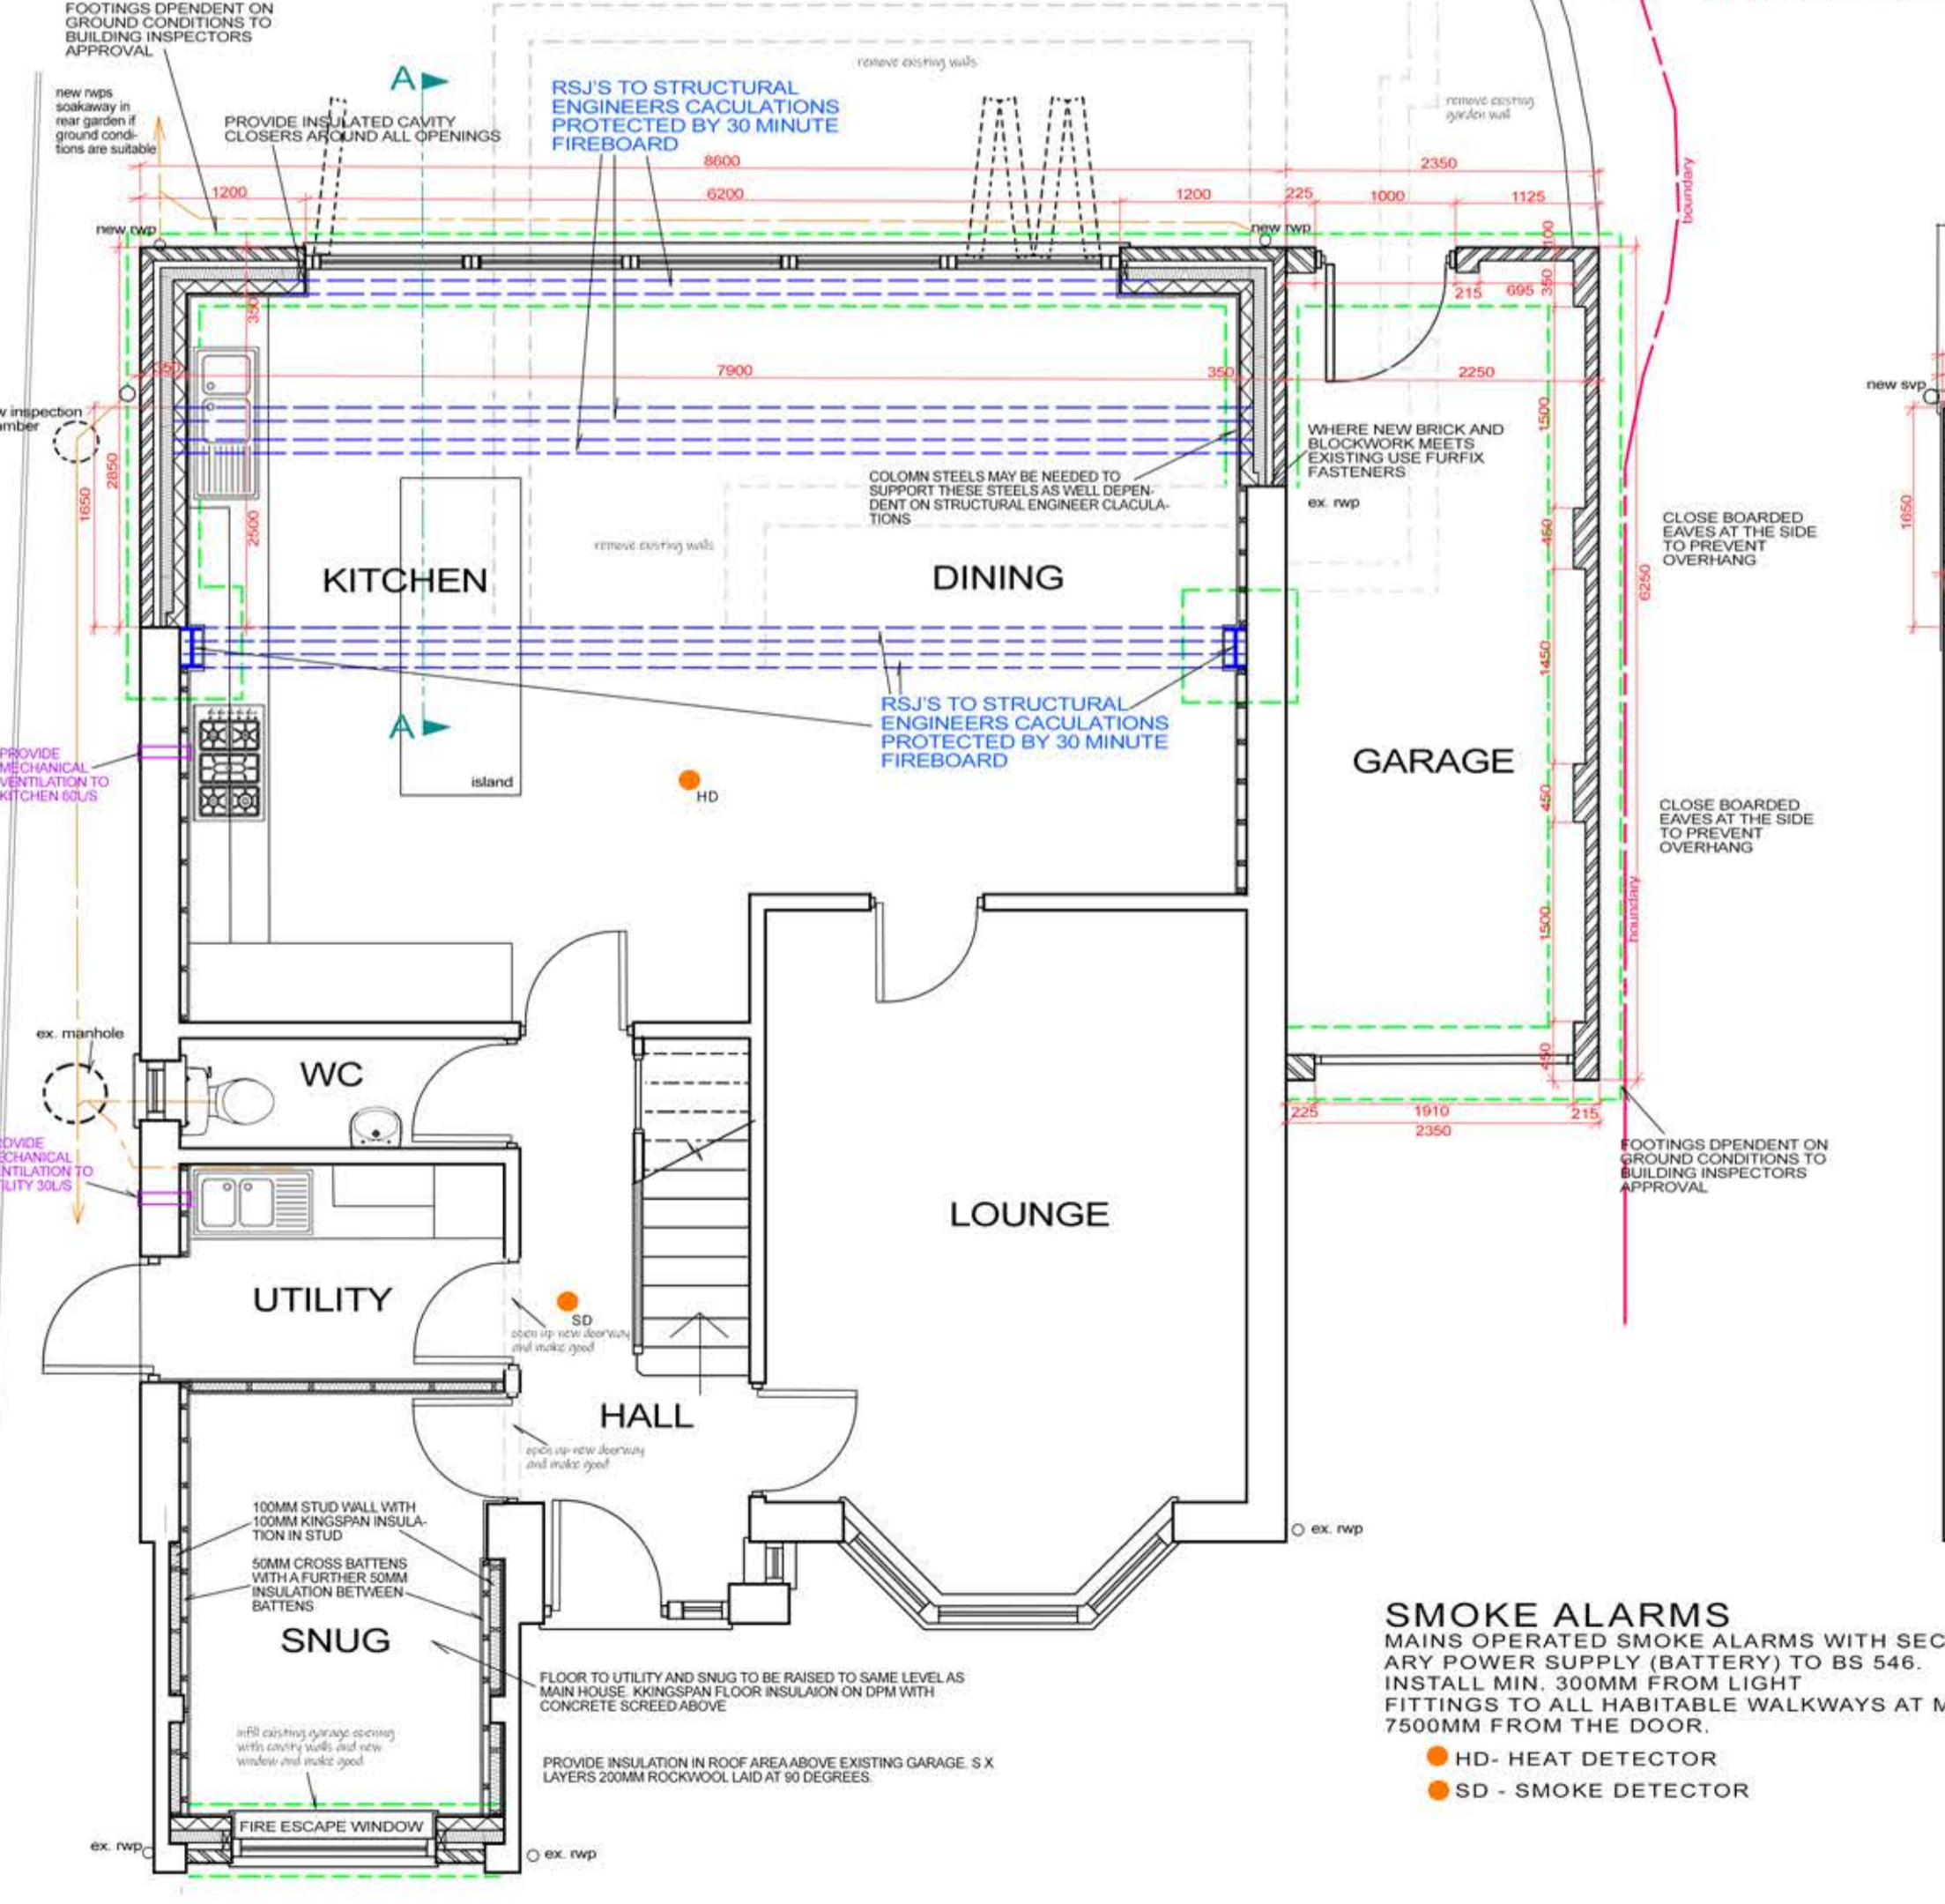 FOOTINGS DPENDENT ON
GROUND CONDITIONS TO
BUILDING INSPECTORS
APPROVAL
new rwps
soakaway in
rear garden if
ground condi-
tions are suitable
PROVIDE INSULATED CAVITY
CLOSERS AROUND ALL OPENINGS
A
RSJ'S TO STRUCTURAL
ENGINEERS CACULATIONS
PROTECTED BY 30 MINUTE
FIREBOARD
remove existing walls
remove existing
garden wall
boundary
8600
2350
1200
6200
1200
225
1000
1125
new rwp
new rwp
100
350
350
215
695
350
7900
350
2250
new svp
1650
w inspection
amber
1650
2850
2500
1500
WHERE NEW BRICK AND
BLOCKWORK MEETS
EXISTING USE FURFIX
FASTENERS
ex. rwp
COLOMN STEELS MAY BE NEEDED TO
SUPPORT THESE STEELS AS WELL DEPEN-
DENT ON STRUCTURAL ENGINEER CLACULA-
TIONS
remove existing walls
KITCHEN
DINING
450
CLOSE BOARDED
EAVES AT THE SIDE
TO PREVENT
OVERHANG
6250
1450
A
RSJ'S TO STRUCTURAL
ENGINEERS CACULATIONS
PROTECTED BY 30 MINUTE
FIREBOARD
island
HD
GARAGE
PROVIDE
MECHANICAL
VENTILATION TO
KITCHEN 60L/S
450
CLOSE BOARDED
EAVES AT THE SIDE
TO PREVENT
OVERHANG
1500
boundary
ex. manhole
WC
450
225
1910
215
2350
FOOTINGS DPENDENT ON
GROUND CONDITIONS TO
BUILDING INSPECTORS
APPROVAL
OVIDE
CHANICAL
NTILATION TO
LITY 30L/S
LOUNGE
UTILITY
SD
open up new doorway
and make good
HALL
open up new doorway
and make good
100MM STUD WALL WITH
100MM KINGSPAN INSULA-
TION IN STUD
50MM CROSS BATTENS
WITH A FURTHER 50MM
INSULATION BETWEEN
BATTENS
SNUG
ex. rwp
FLOOR TO UTILITY AND SNUG TO BE RAISED TO SAME LEVEL AS
MAIN HOUSE. KKINGSPAN FLOOR INSULAION ON DPM WITH
CONCRETE SCREED ABOVE
infill existing garage opening
with cavity walls and new
window and make good
PROVIDE INSULATION IN ROOF AREA ABOVE EXISTING GARAGE. S X
LAYERS 200MM ROCKWOOL LAID AT 90 DEGREES.
FIRE ESCAPE WINDOW
ex. rwp
ex. rwp
SMOKE ALARMS
MAINS OPERATED SMOKE ALARMS WITH SEC
ARY POWER SUPPLY (BATTERY) TO BS 546.
INSTALL MIN. 300MM FROM LIGHT
FITTINGS TO ALL HABITABLE WALKWAYS AT M
7500MM FROM THE DOOR.
HD- HEAT DETECTOR
SD - SMOKE DETECTOR